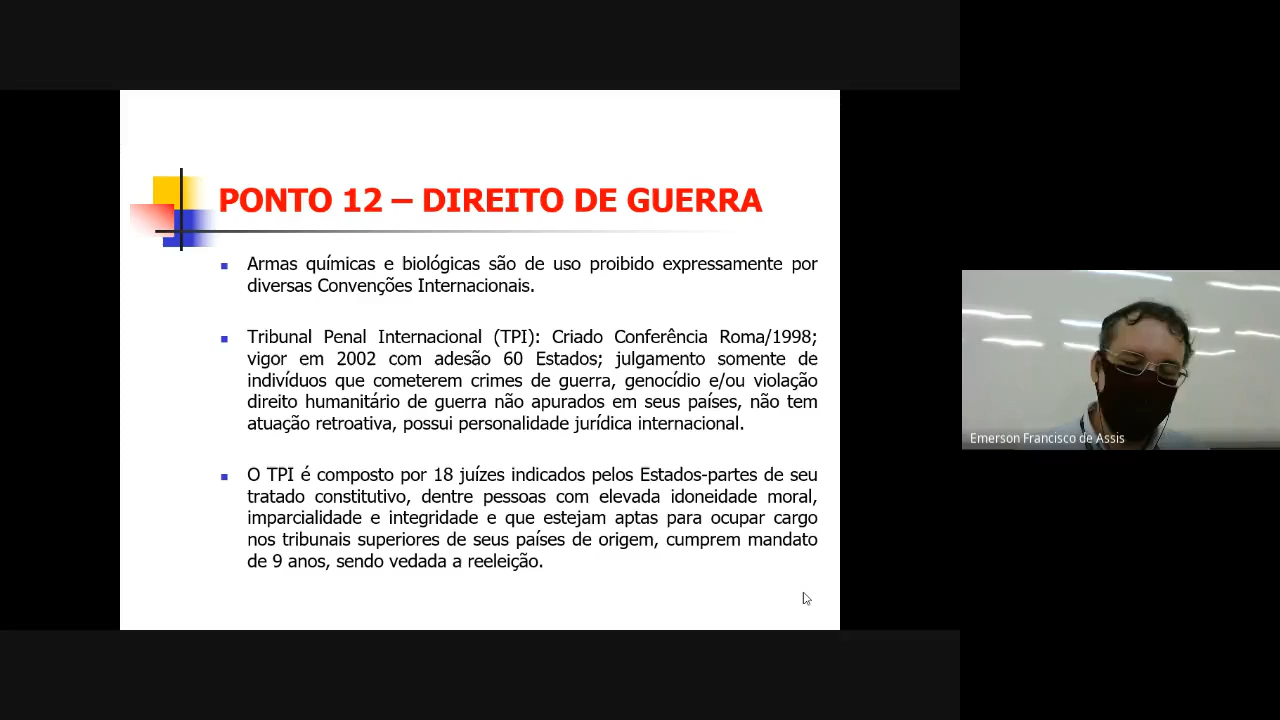 PONTO 12 – DIREITO DE GUERRA
Armas químicas e biológicas são de uso proibido expressamente por
diversas Convenções Internacionais.
Tribunal Penal Internacional (TPI): Criado Conferência Roma/1998;
vigor em 2002 com adesão 60 Estados; julgamento somente de
indivíduos que cometerem crimes de guerra, genocídio e/ou violação
direito humanitário de guerra não apurados em seus países, não tem
atuação retroativa, possui personalidade jurídica internacional.
O TPI é composto por 18 juízes indicados pelos Estados-partes de seu
tratado constitutivo, dentre pessoas com elevada idoneidade moral,
imparcialidade e integridade e que estejam aptas para ocupar cargo
nos tribunais superiores de seus países de origem, cumprem mandato
de 9 anos, sendo vedada a reeleição.
Emerson Francisco de Assis